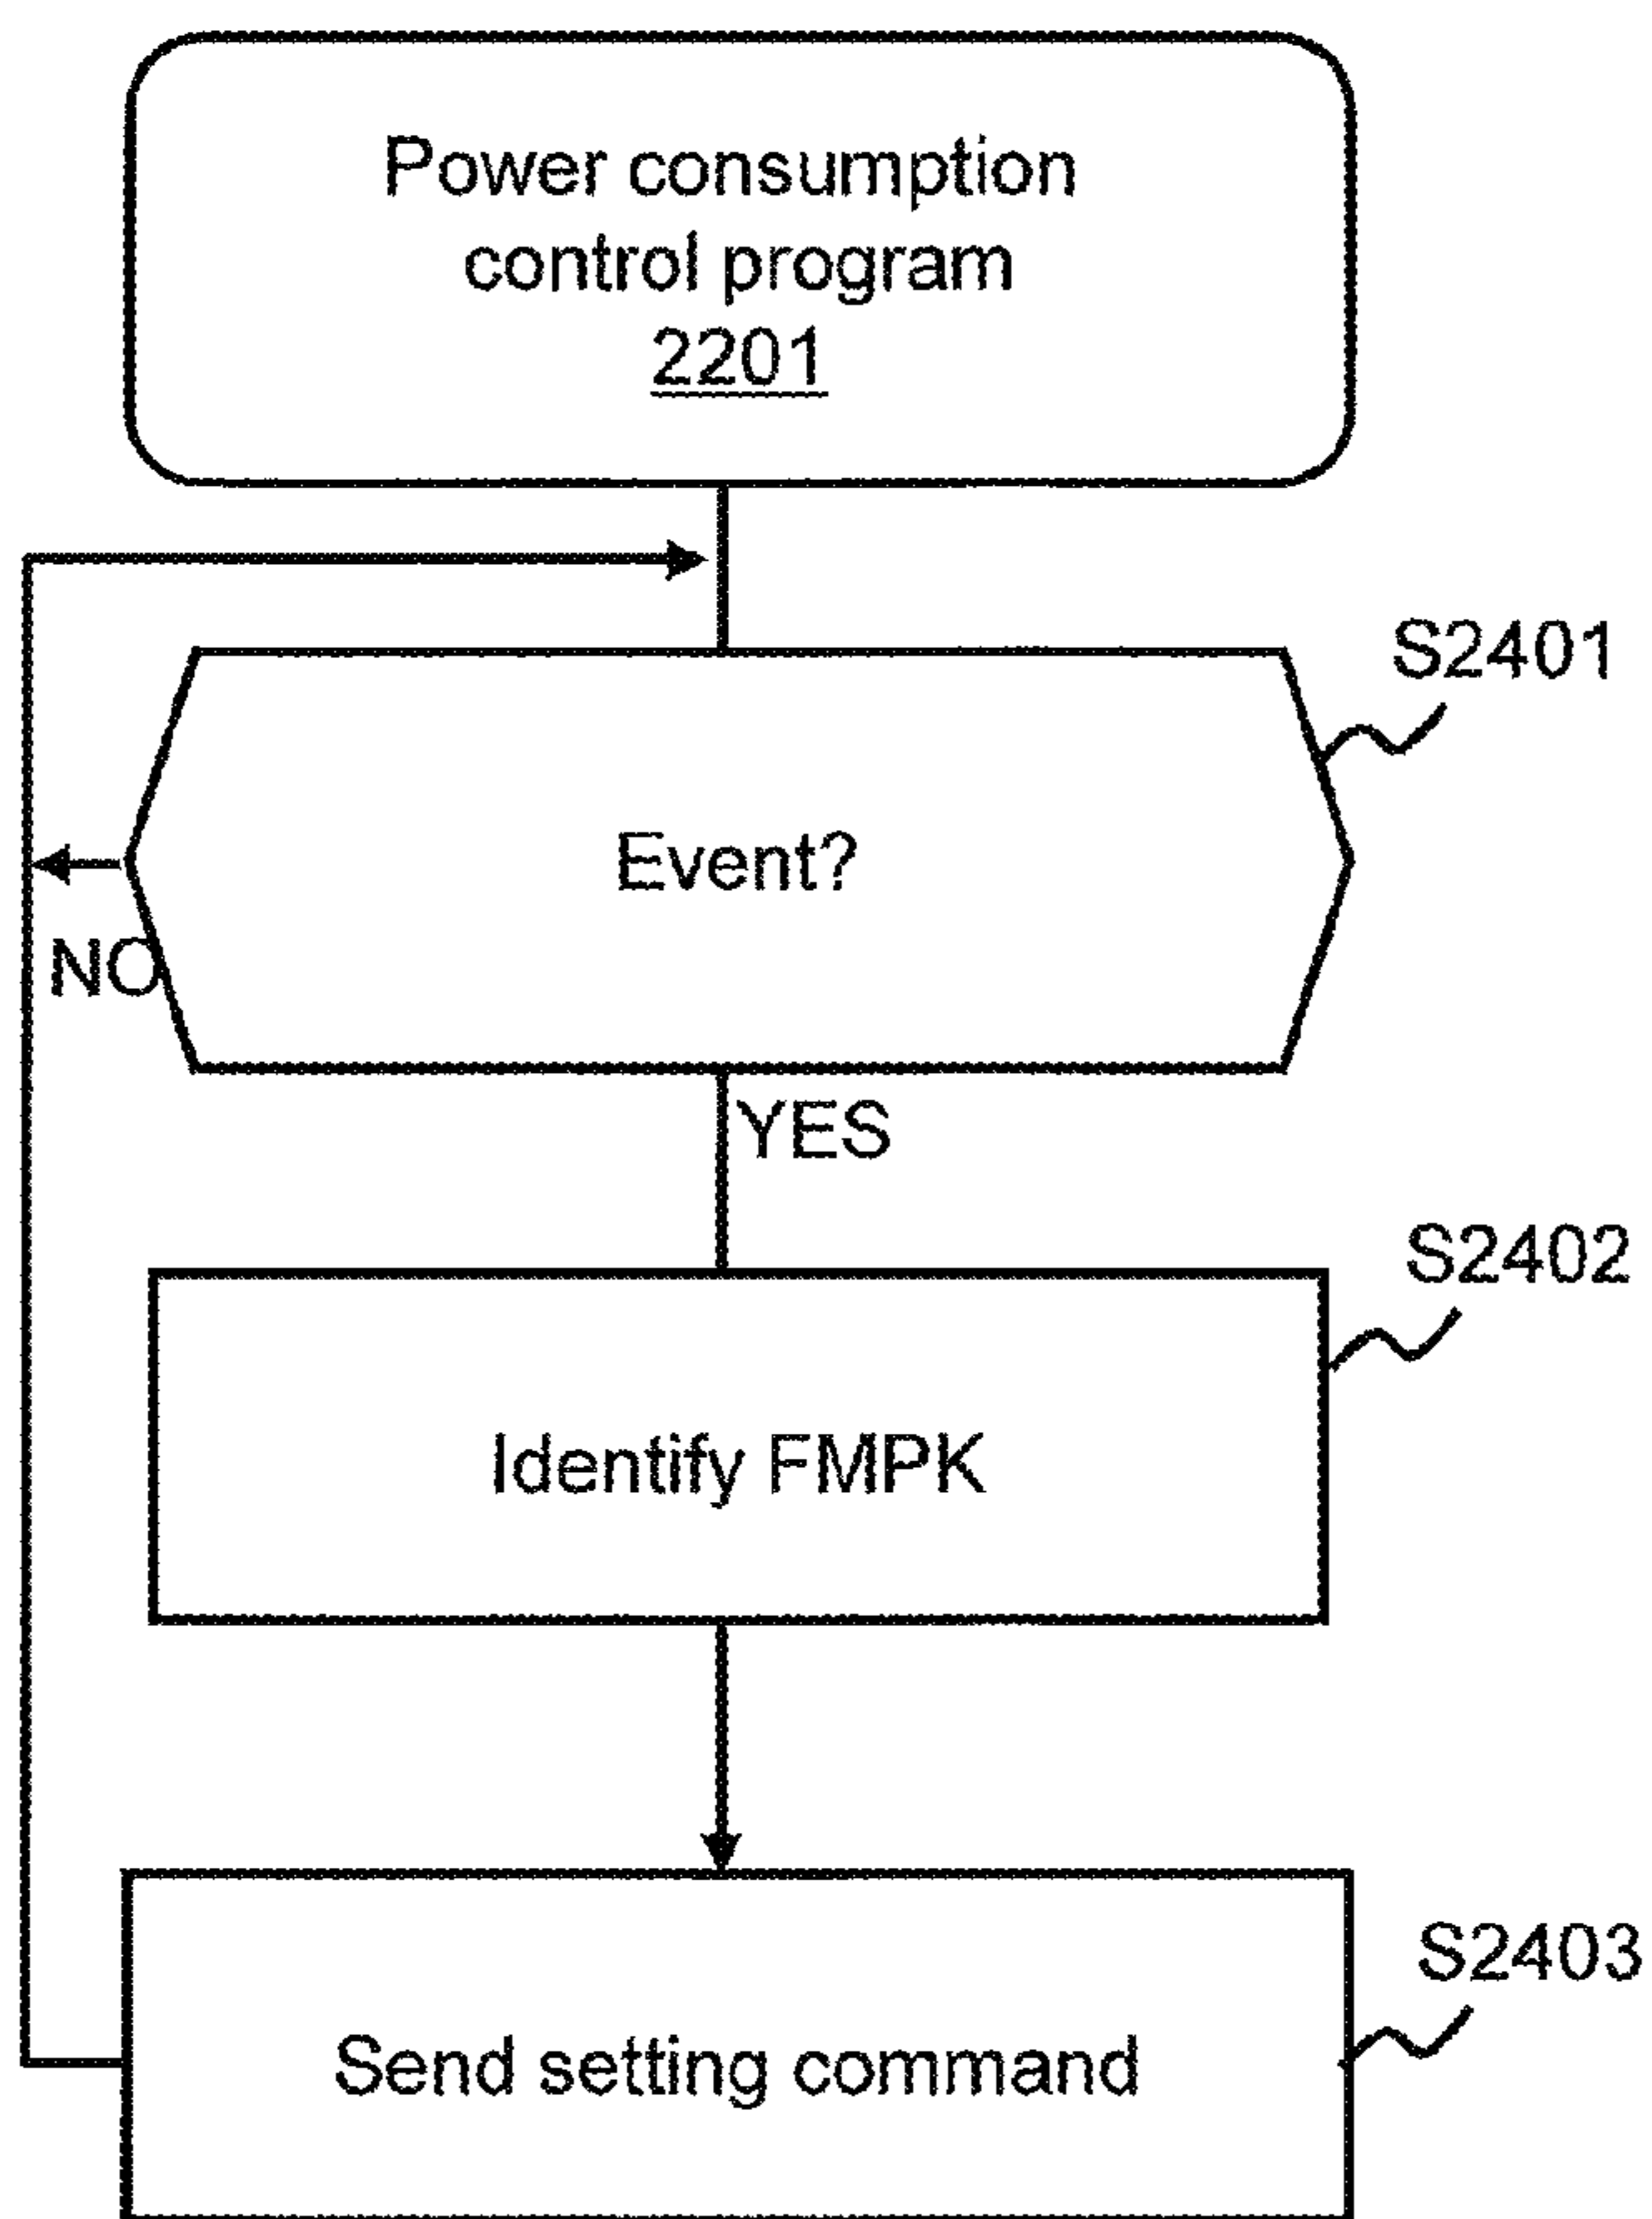 Power consumption
control program
2201
S2401
Event?
NO
YES
S2402
Identify FMPK
S2403
Send setting command